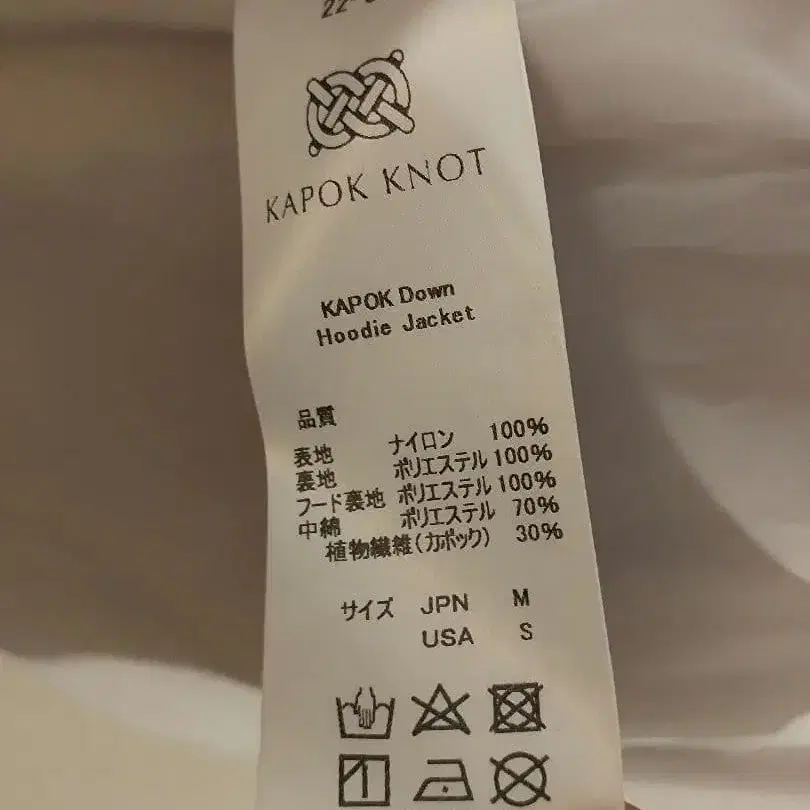 KAPOK KNOT
KAPOK Down
Hoodie Jacket
品質
表地 ナイロン 100%
裏地 ポリエステル 100%
フード裏地 ポリエステル 100%
中綿 ポリエステル 70%
植物繊維(カポック) 30%
サイズ JPN M
USA S